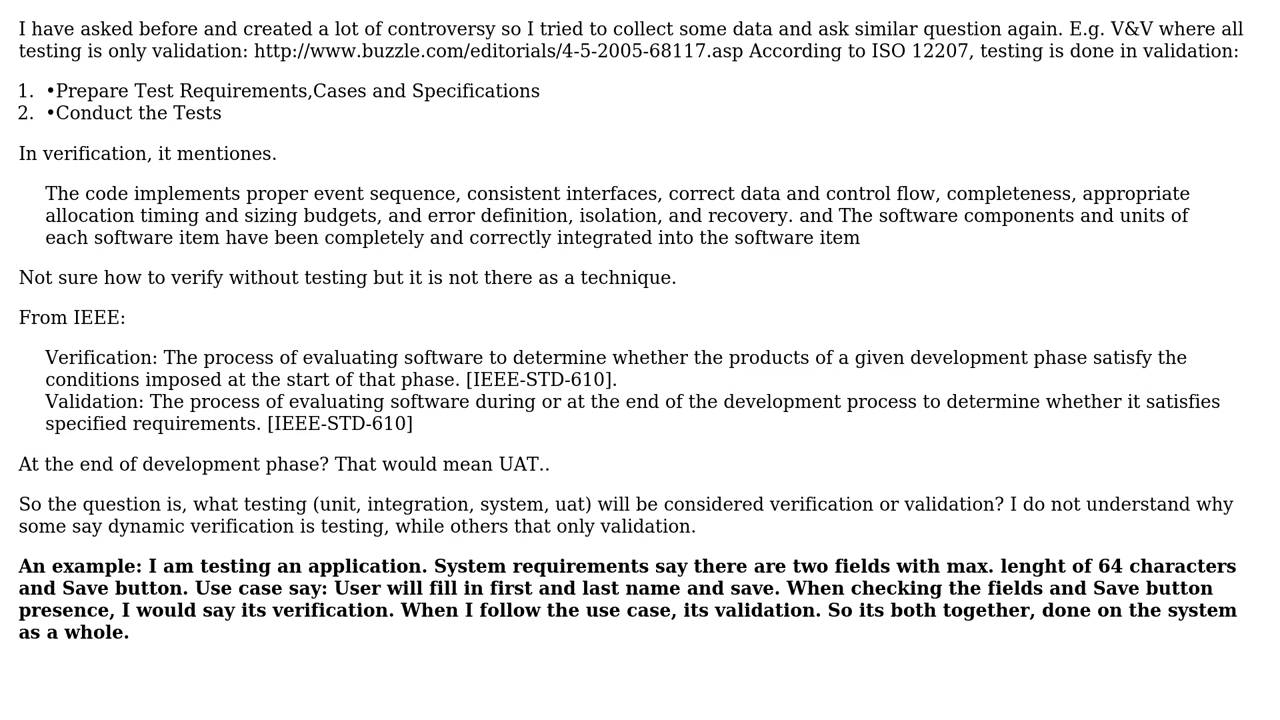 I have asked before and created a lot of controversy so I tried to collect some data and ask similar question again. E.g. V&V where all
testing is only validation: http://www.buzzle.com/editorials/4-5-2005-68117.asp According to ISO 12207, testing is done in validation:
1. •Prepare Test Requirements,Cases and Specifications
2. •Conduct the Tests
In verification, it mentiones.
The code implements proper event sequence, consistent interfaces, correct data and control flow, completeness, appropriate
allocation timing and sizing budgets, and error definition, isolation, and recovery. and The software components and units of
each software item have been completely and correctly integrated into the software item
Not sure how to verify without testing but it is not there as a technique.
From IEEE:
Verification: The process of evaluating software to determine whether the products of a given development phase satisfy the
conditions imposed at the start of that phase. [IEEE-STD-610].
Validation: The process of evaluating software during or at the end of the development process to determine whether it satisfies
specified requirements. [IEEE-STD-610]
At the end of development phase? That would mean UAT..
So the question is, what testing (unit, integration, system, uat) will be considered verification or validation? I do not understand why
some say dynamic verification is testing, while others that only validation.
An example: I am testing an application. System requirements say there are two fields with max. lenght of 64 characters
and Save button. Use case say: User will fill in first and last name and save. When checking the fields and Save button
presence, I would say its verification. When I follow the use case, its validation. So its both together, done on the system
as a whole.